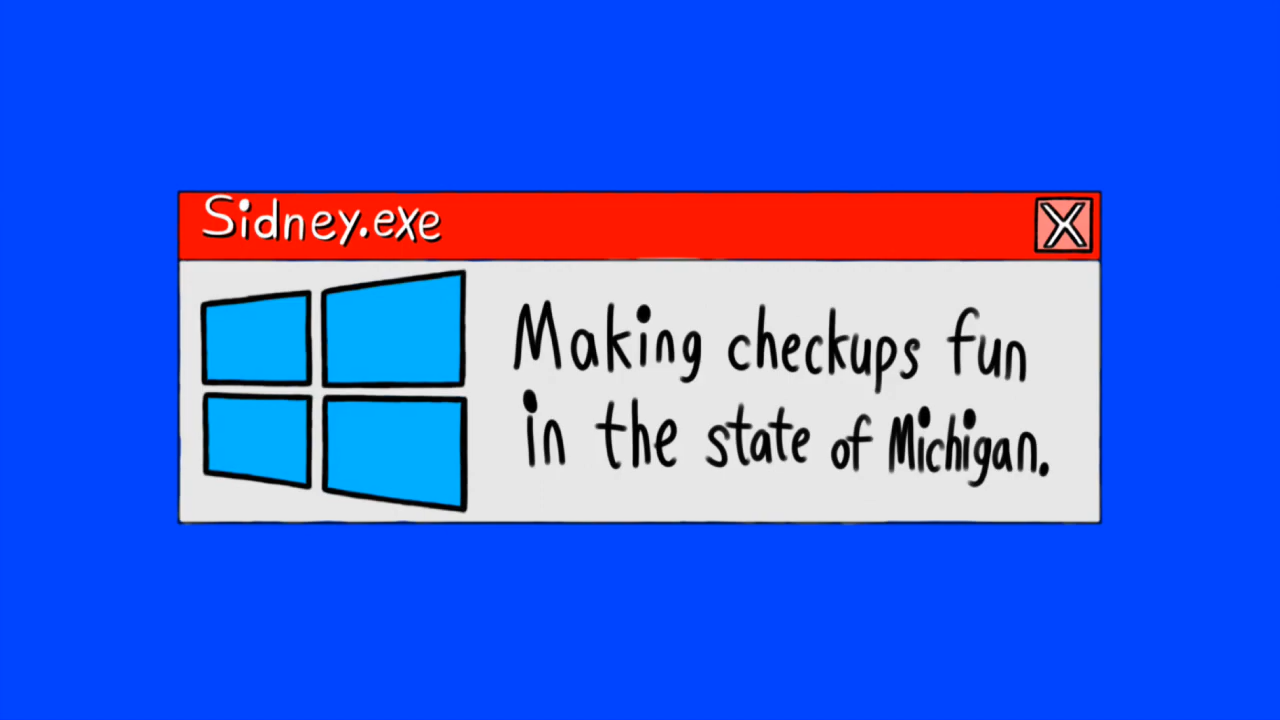 Sidney.exe
X
Making checkups fun
in the state of Michigan.